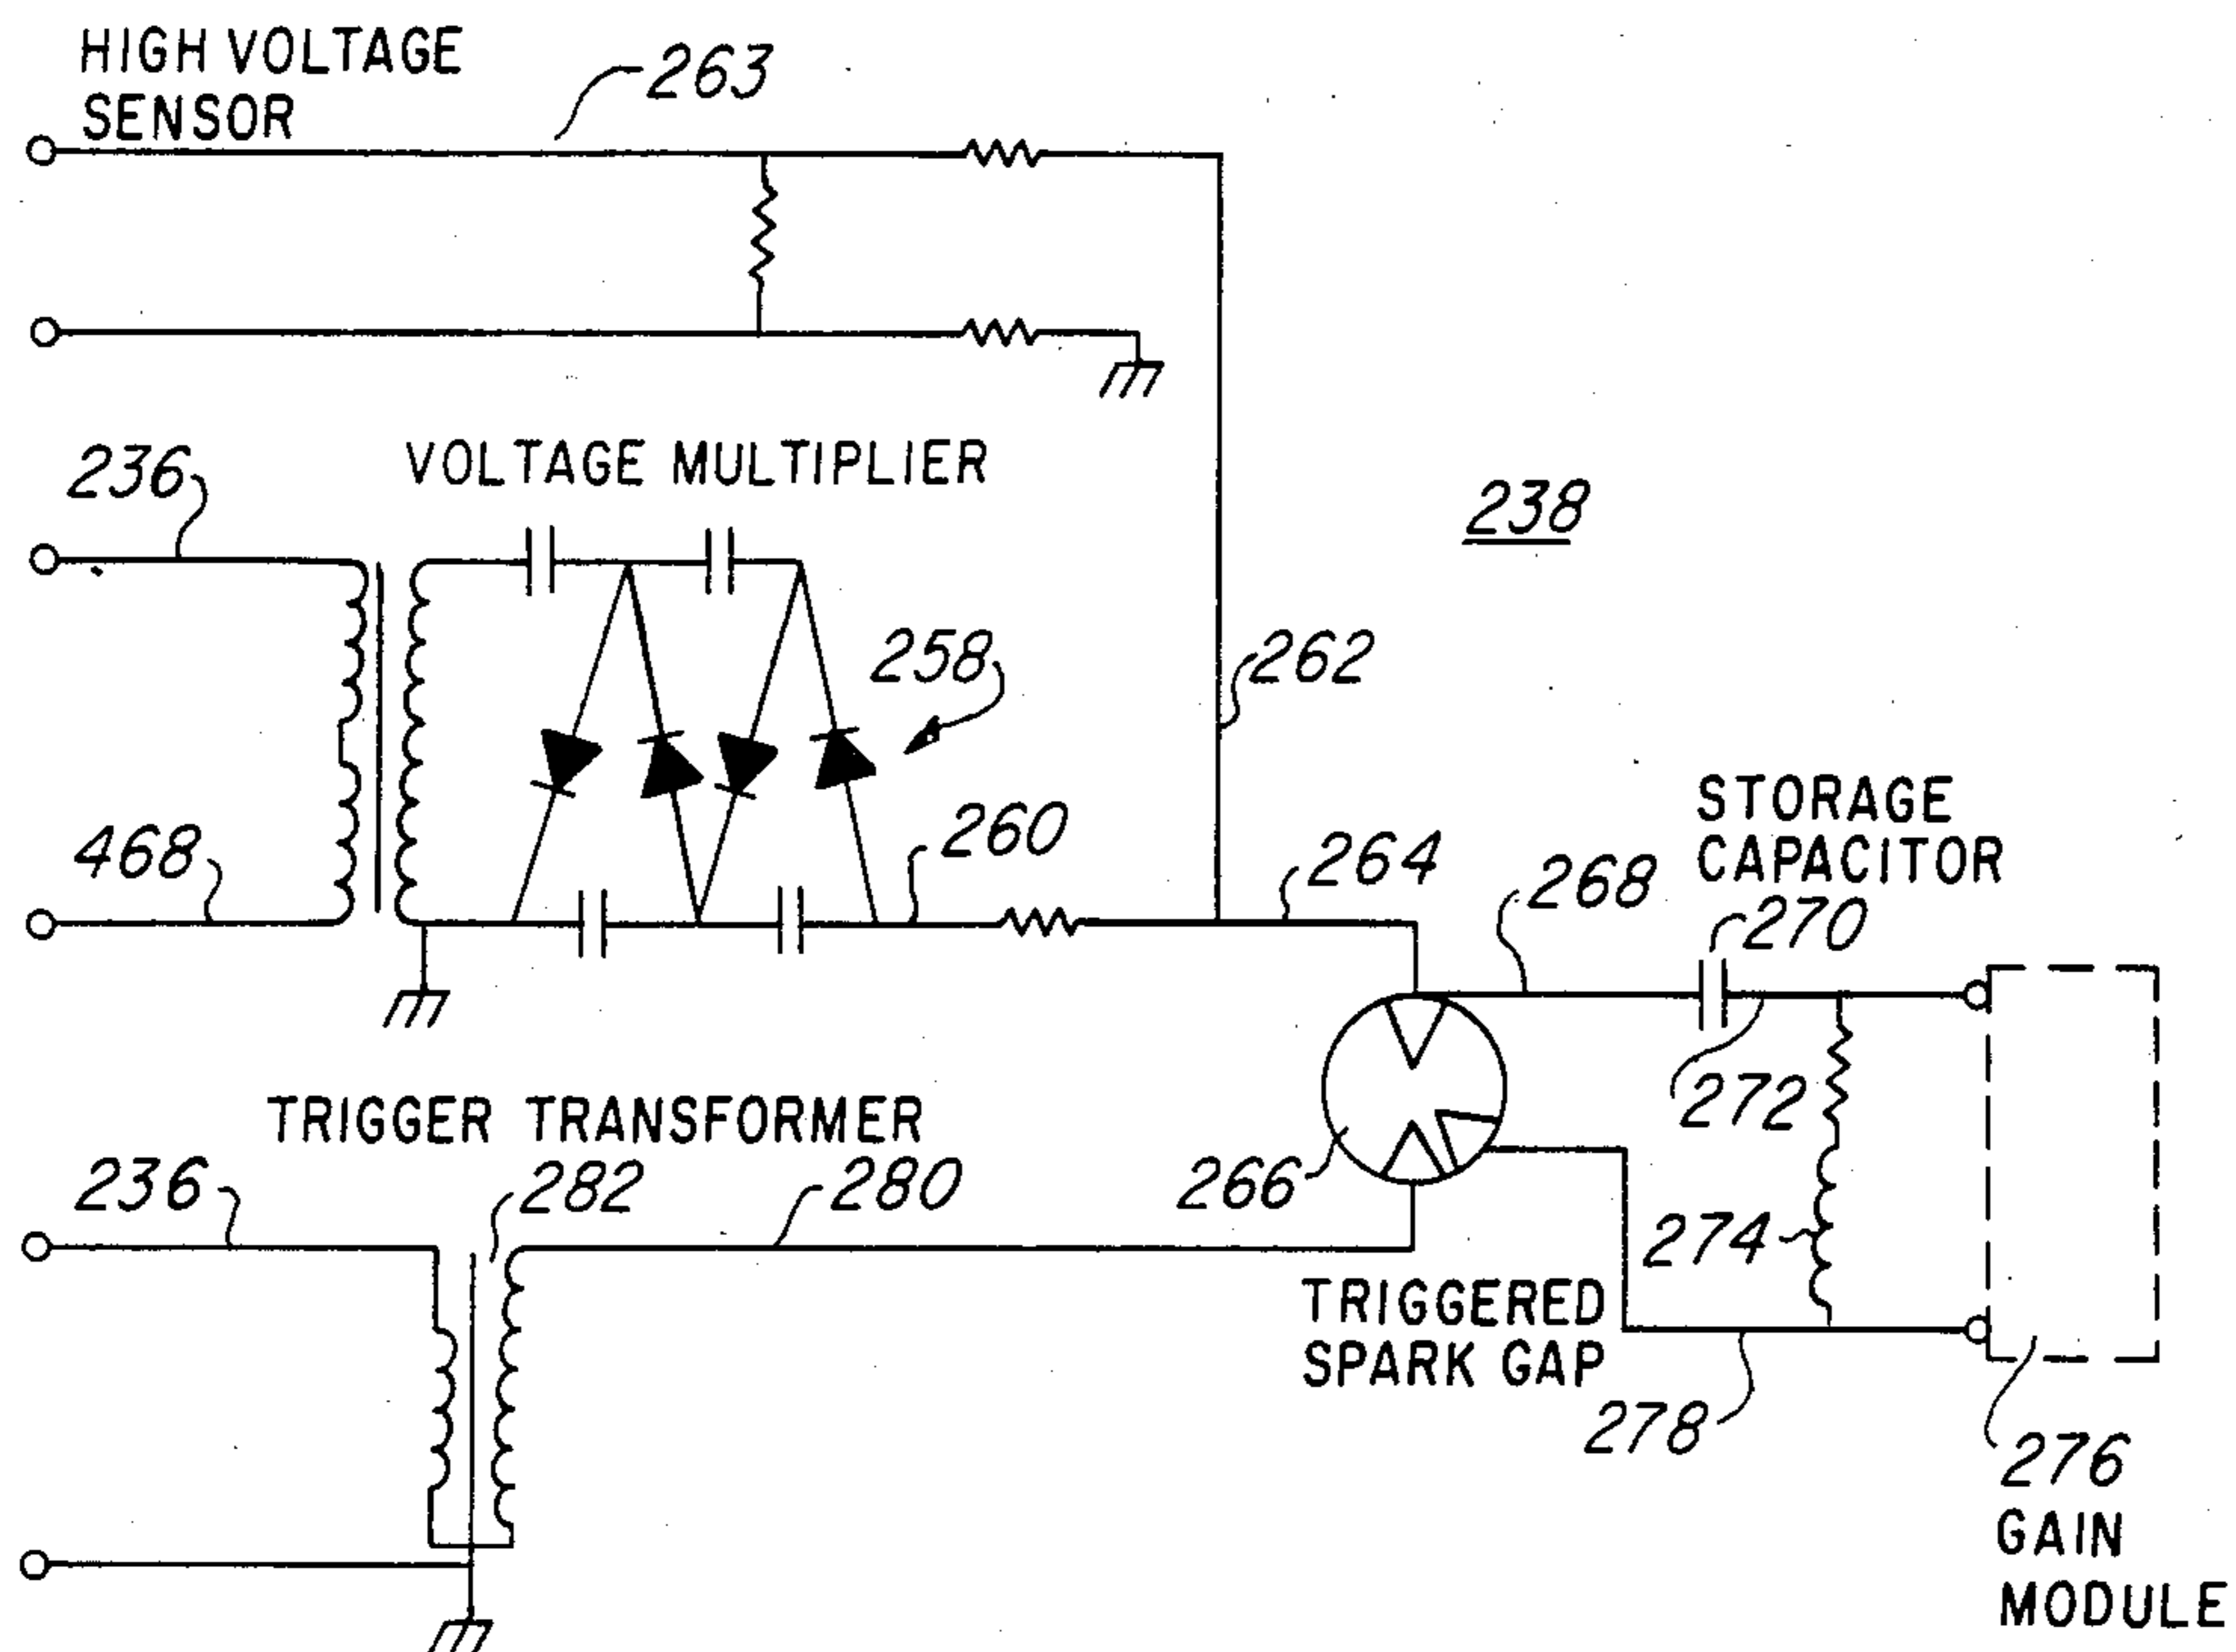 HIGH VOLTAGE
SENSOR
263
236
VOLTAGE MULTIPLIER
238
258
262
468
260
264
268
STORAGE
CAPACITOR
270
272
TRIGGER TRANSFORMER
236
282
280
266
274
TRIGGERED
SPARK GAP
278
276
GAIN
MODULE